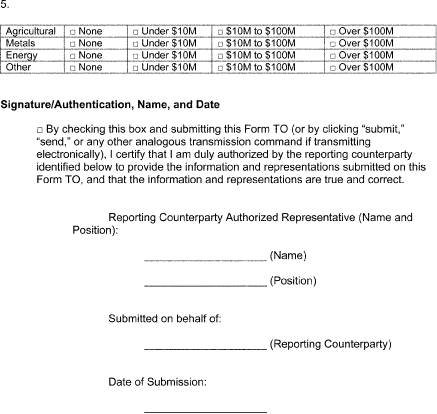 5.
Agricultural □ None □ Under $10M □ $10M to $100M □ Over $100M
Metals □ None □ Under $10M □ $10M to $100M □ Over $100M
Energy □ None □ Under $10M □ $10M to $100M □ Over $100M
Other □ None □ Under $10M □ $10M to $100M □ Over $100M
Signature/Authentication, Name, and Date
□ By checking this box and submitting this Form TO (or by clicking “submit,”
“send,” or any other analogous transmission command if transmitting
electronically), I certify that I am duly authorized by the reporting counterparty
identified below to provide the information and representations submitted on this
Form TO, and that the information and representations are true and correct.
Reporting Counterparty Authorized Representative (Name and
Position):
(Name)
(Position)
Submitted on behalf of:
(Reporting Counterparty)
Date of Submission: